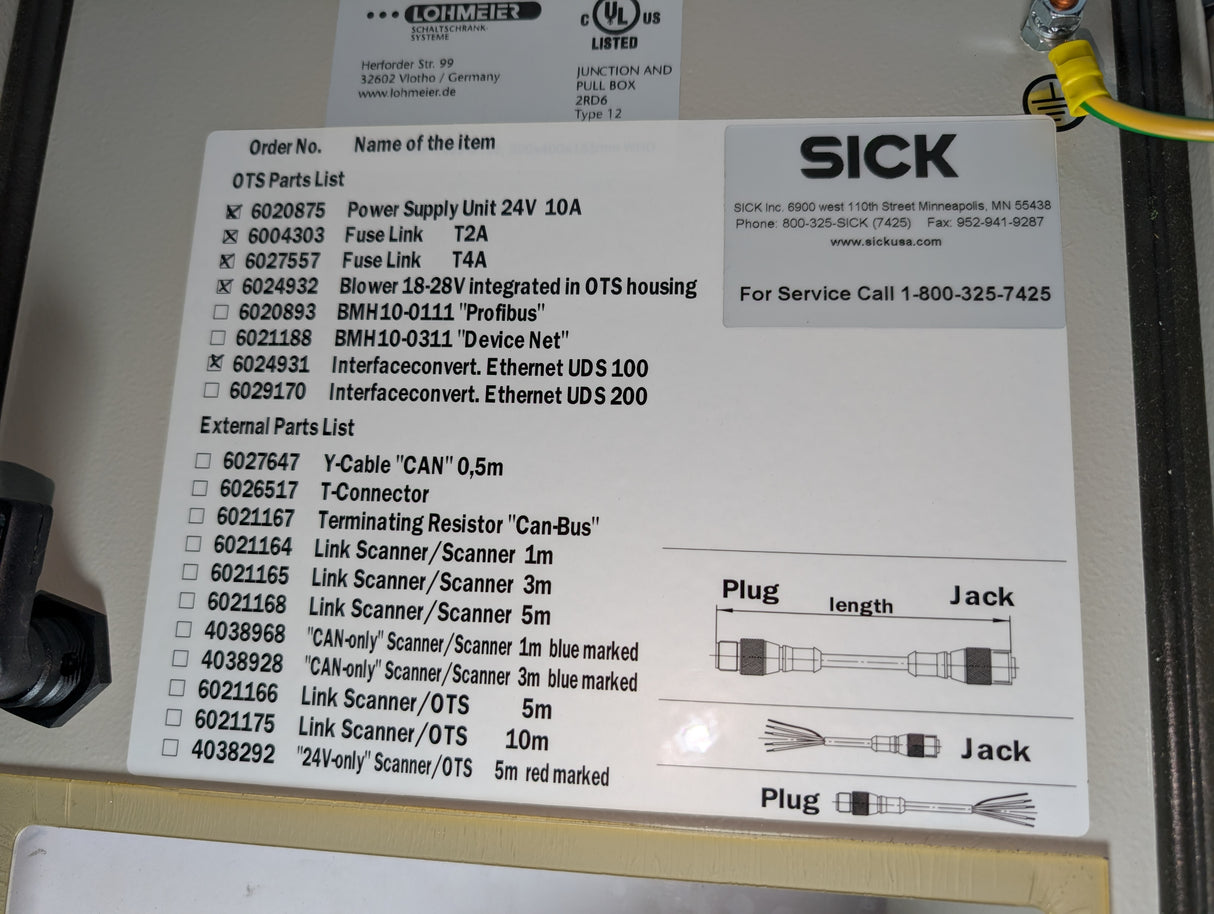 LOHMEIER
SCHALTSCHRANK-
SYSTEME
Herforder Str. 99
32602 Vlotho / Germany
www.lohmeier.de
C UL US
LISTED
JUNCTION AND
PULL BOX
2RD6
Type 12
Order No. Name of the item
OTS Parts List
6020875 Power Supply Unit 24V 10A
6004303 Fuse Link T2A
6027557 Fuse Link T4A
6024932 Blower 18-28V integrated in OTS housing
6020893 BMH10-0111 "Profibus"
6021188 BMH10-0311 "Device Net"
6024931 Interfaceconvert. Ethernet UDS 100
6029170 Interfaceconvert. Ethernet UDS 200
External Parts List
6027647 Y-Cable "CAN" 0,5m
6026517 T-Connector
6021167 Terminating Resistor "Can-Bus"
6021164 Link Scanner/Scanner 1m
6021165 Link Scanner/Scanner 3m
6021168 Link Scanner/Scanner 5m
4038968 "CAN-only" Scanner/Scanner 1m blue marked
4038928 "CAN-only" Scanner/Scanner 3m blue marked
6021166 Link Scanner/OTS 5m
6021175 Link Scanner/OTS 10m
4038292 "24V-only" Scanner/OTS 5m red marked
SICK
SICK Inc. 6900 west 110th Street Minneapolis, MN 55438
Phone: 800-325-SICK (7425) Fax: 952-941-9287
www.sickusa.com
For Service Call 1-800-325-7425
Plug length Jack
Jack
Plug